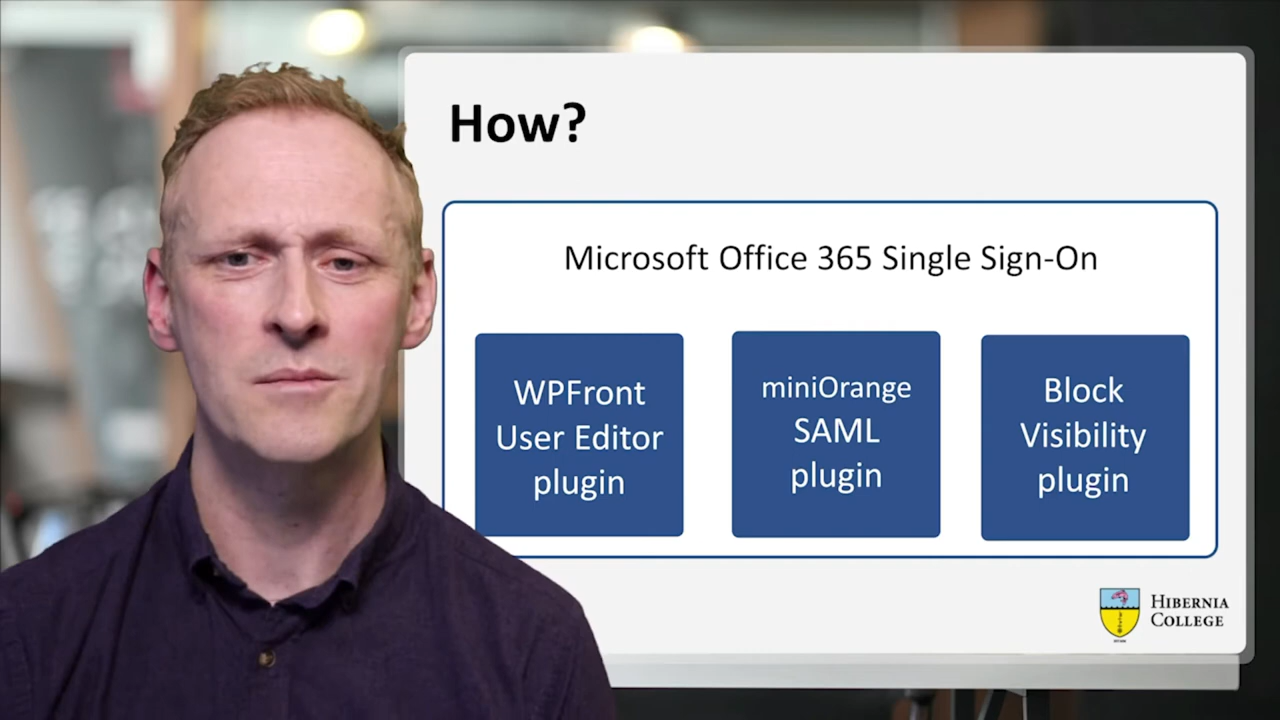 How?
Microsoft Office 365 Single Sign-On
WPFront
User Editor
plugin
miniOrange
SAML
plugin
Block
Visibility
plugin
HIBERNIA
COLLEGE